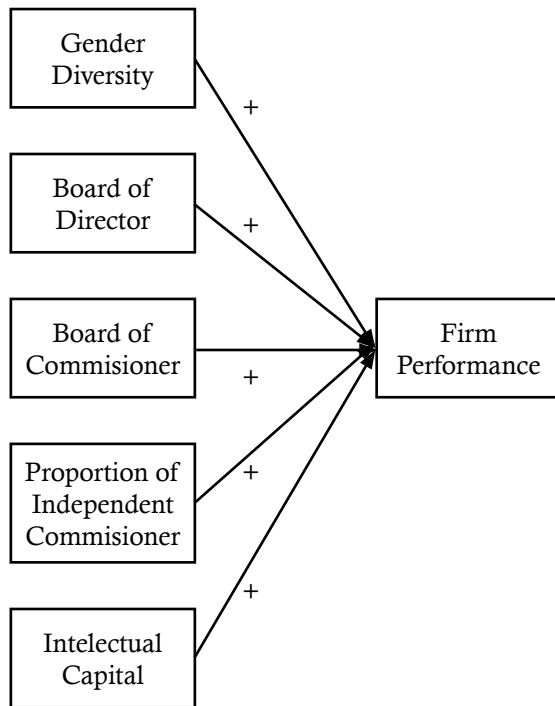 Gender
Diversity
+
Board of
Director
+
Board of
Commisioner
+
Firm
Performance
Proportion of
Independent
Commisioner
+
+
Intelectual
Capital